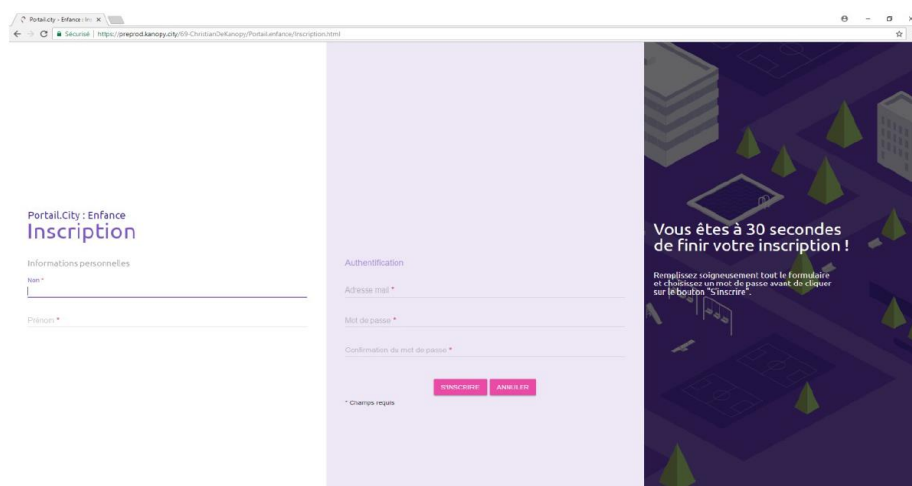 Portail.city - Enfance : In
Sécurisé | https://preprod.kanopy.city/69-ChristianDeKanopy/Portail.enfance/Inscription.html
Portail.City : Enfance
Inscription
Informations personnelles
Nom *
Prénom *
Authentification
Adresse mail *
Mot de passe *
Confirmation du mot de passe *
S'INSCRIRE ANNULER
* Champs requis
Vous êtes à 30 secondes
de finir votre inscription !
Remplissez soigneusement tout le formulaire
et choisissez un mot de passe avant de cliquer
sur le bouton "S'inscrire".